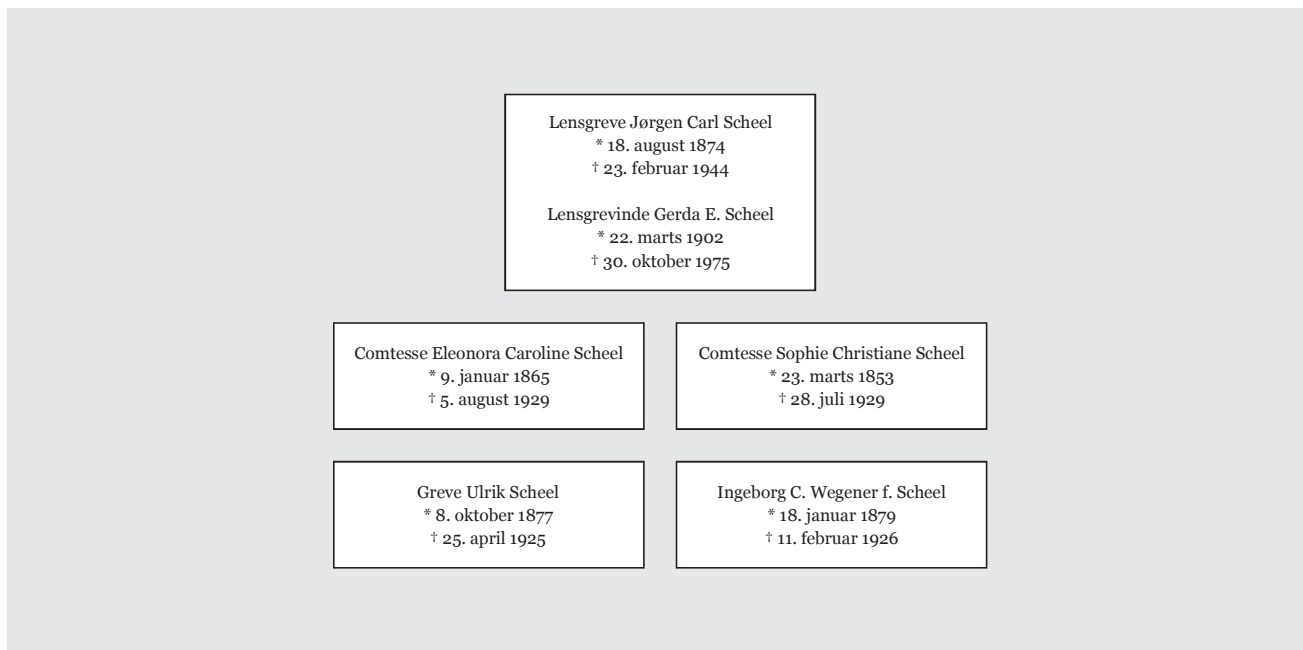 Lensgreve Jørgen Carl Scheel
* 18. august 1874
† 23. februar 1944
Lensgrevinde Gerda E. Scheel
* 22. marts 1902
† 30. oktober 1975
Comtesse Eleonora Caroline Scheel
* 9. januar 1865
† 5. august 1929
Comtesse Sophie Christiane Scheel
* 23. marts 1853
† 28. juli 1929
Greve Ulrik Scheel
* 8. oktober 1877
† 25. april 1925
Ingeborg C. Wegener f. Scheel
* 18. januar 1879
† 11. februar 1926